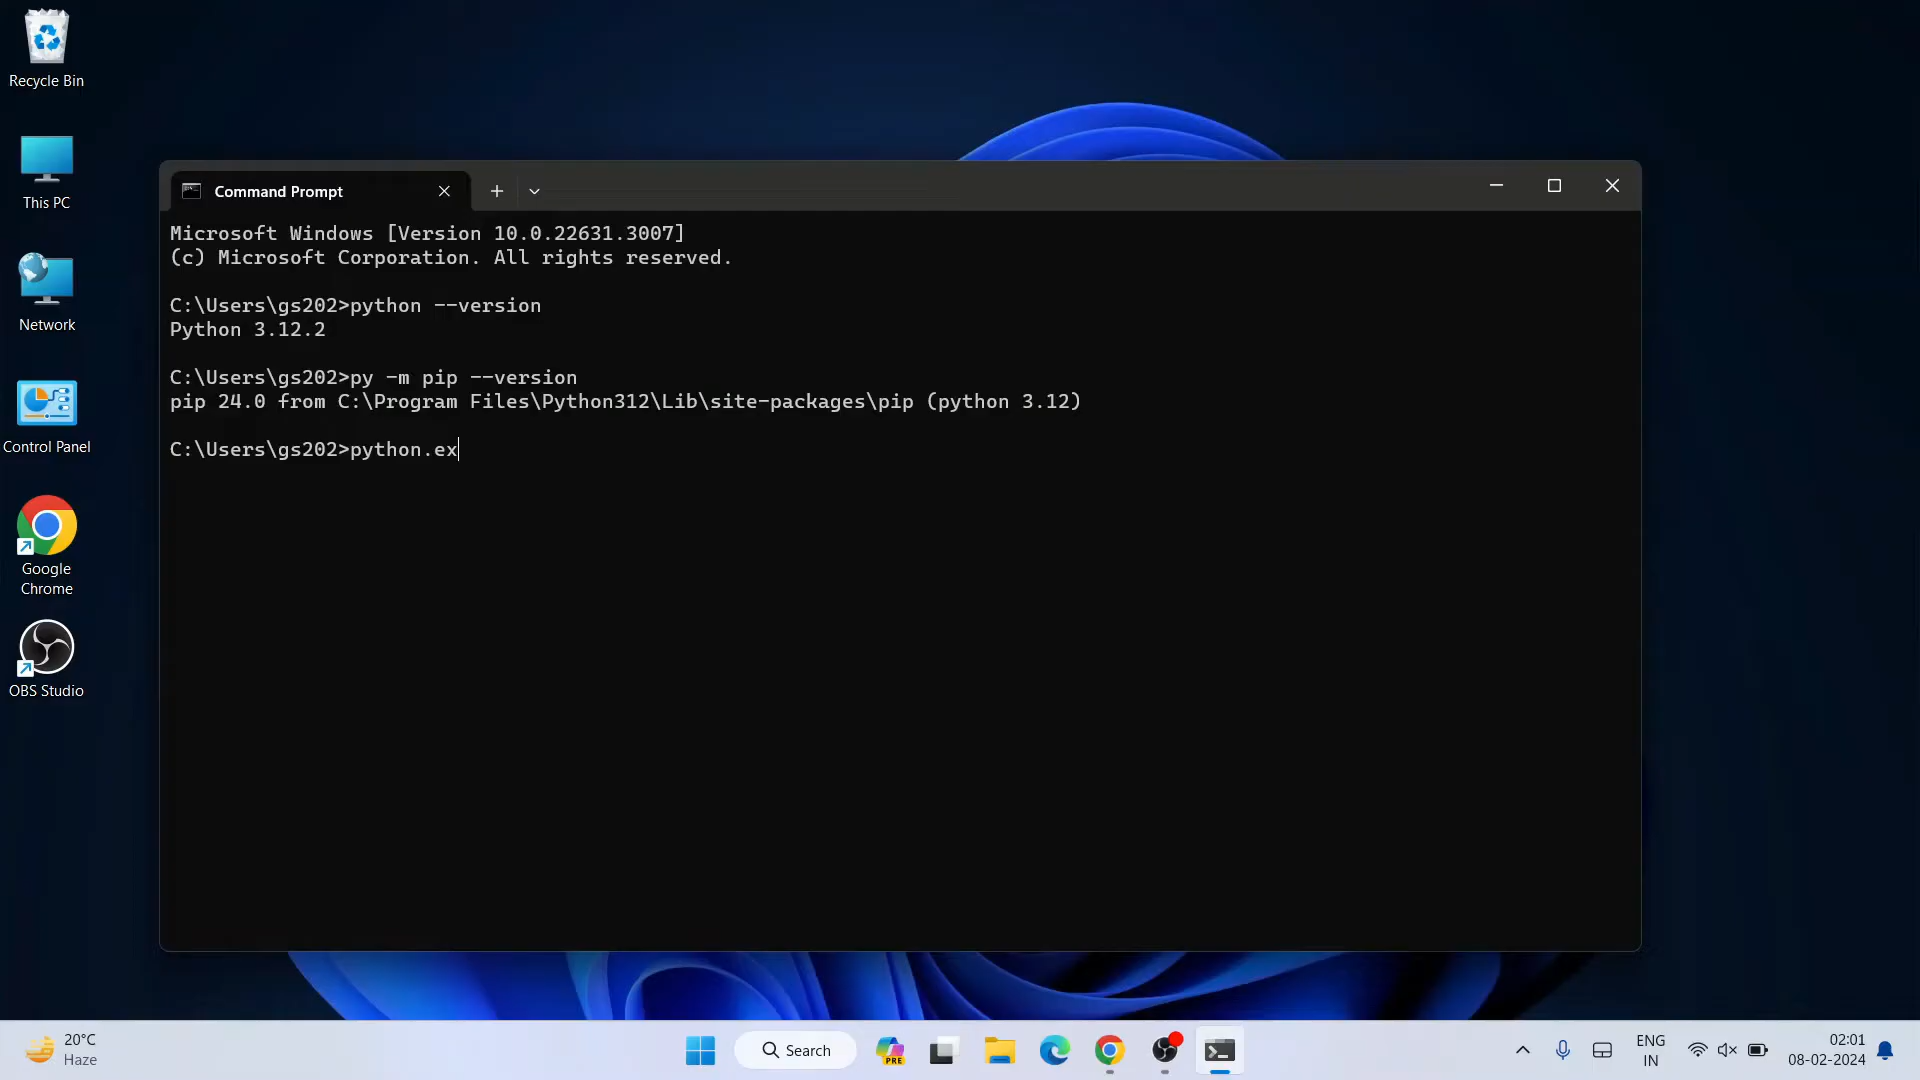 Recycle Bin
This PC
Network
Control Panel
Google
Chrome
OBS Studio
Command Prompt
Microsoft Windows [Version 10.0.22631.3007]
(c) Microsoft Corporation. All rights reserved.
C:\Users\gs202>python --version
Python 3.12.2
C:\Users\gs202>py -m pip --version
pip 24.0 from C:\Program Files\Python312\Lib\site-packages\pip (python 3.12)
C:\Users\gs202>python.ex
20°C
Haze
Search
PRE
ENG
IN
02:01
08-02-2024